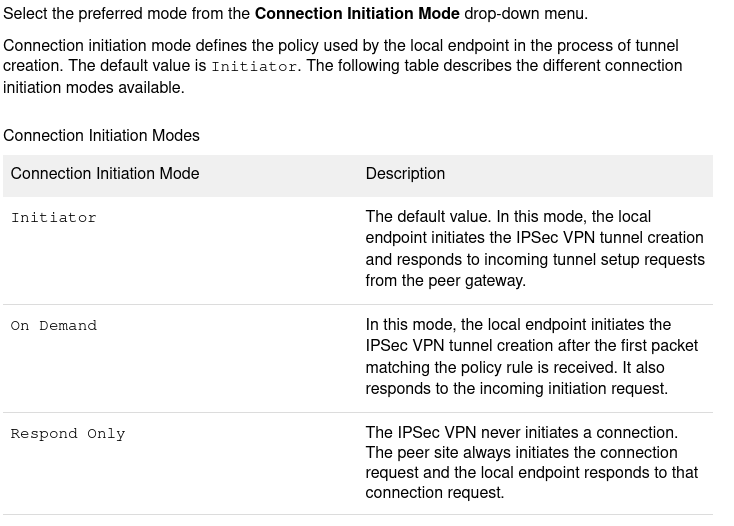 Select the preferred mode from the Connection Initiation Mode drop-down menu.
Connection initiation mode defines the policy used by the local endpoint in the process of tunnel
creation. The default value is Initiator. The following table describes the different connection
initiation modes available.
Connection Initiation Modes
Connection Initiation Mode Description
Initiator
The default value. In this mode, the local
endpoint initiates the IPSec VPN tunnel creation
and responds to incoming tunnel setup requests
from the peer gateway.
On Demand
In this mode, the local endpoint initiates the
IPSec VPN tunnel creation after the first packet
matching the policy rule is received. It also
responds to the incoming initiation request.
Respond Only
The IPSec VPN never initiates a connection.
The peer site always initiates the connection
request and the local endpoint responds to that
connection request.